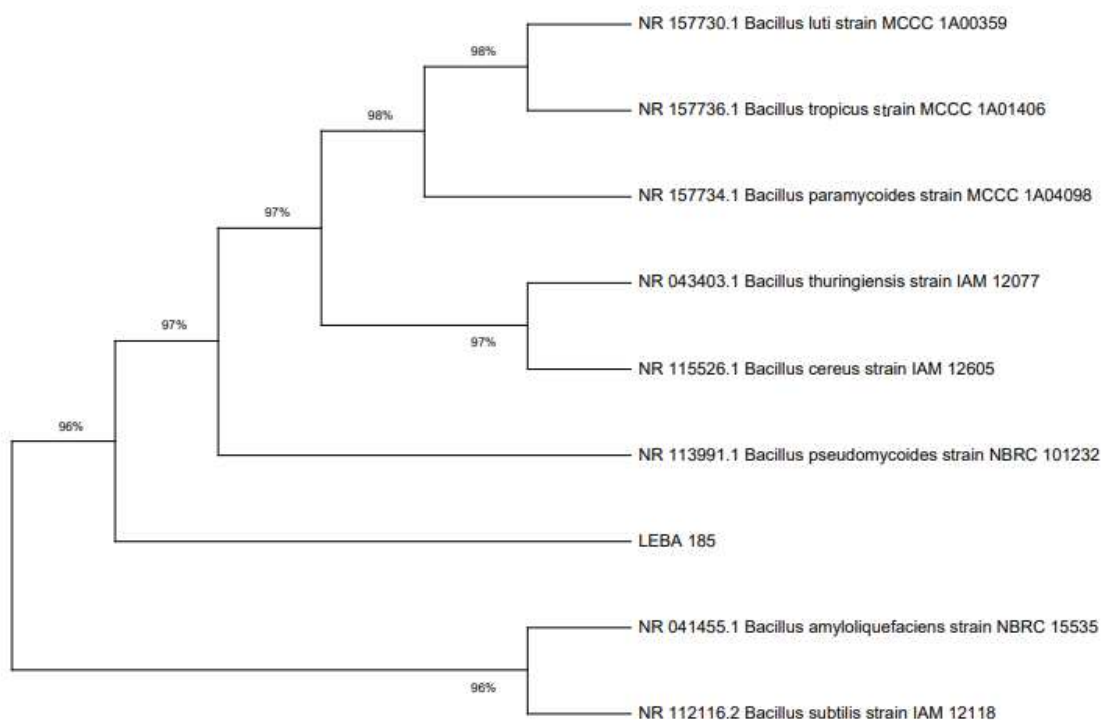 NR 157730.1 Bacillus luti strain MCCC 1A00359
98%
NR 157736.1 Bacillus tropicus strain MCCC 1A01406
98%
NR 157734.1 Bacillus paramycoides strain MCCC 1A04098
97%
NR 043403.1 Bacillus thuringiensis strain IAM 12077
97%
97%
NR 115526.1 Bacillus cereus strain IAM 12605
96%
NR 113991.1 Bacillus pseudomycoides strain NBRC 101232
LEBA 185
NR 041455.1 Bacillus amyloliquefaciens strain NBRC 15535
96%
NR 112116.2 Bacillus subtilis strain IAM 12118